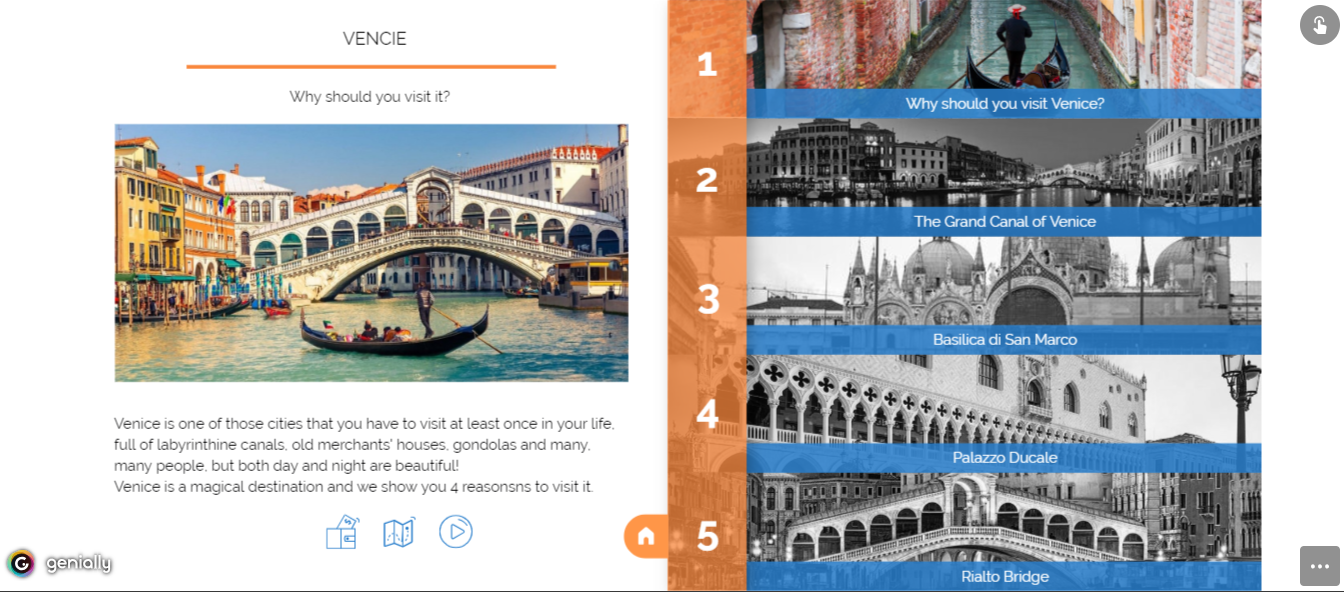 VENCIE
Why should you visit it?
Venice is one of those cities that you have to visit at least once in your life,
full of labyrinthine canals, old merchants' houses, gondolas and many,
many people, but both day and night are beautiful!
Venice is a magical destination and we show you 4 reasonsns to visit it.
genially
1
Why should you visit Venice?
2
The Grand Canal of Venice
3
Basilica di San Marco
4
Palazzo Ducale
5
Rialto Bridge